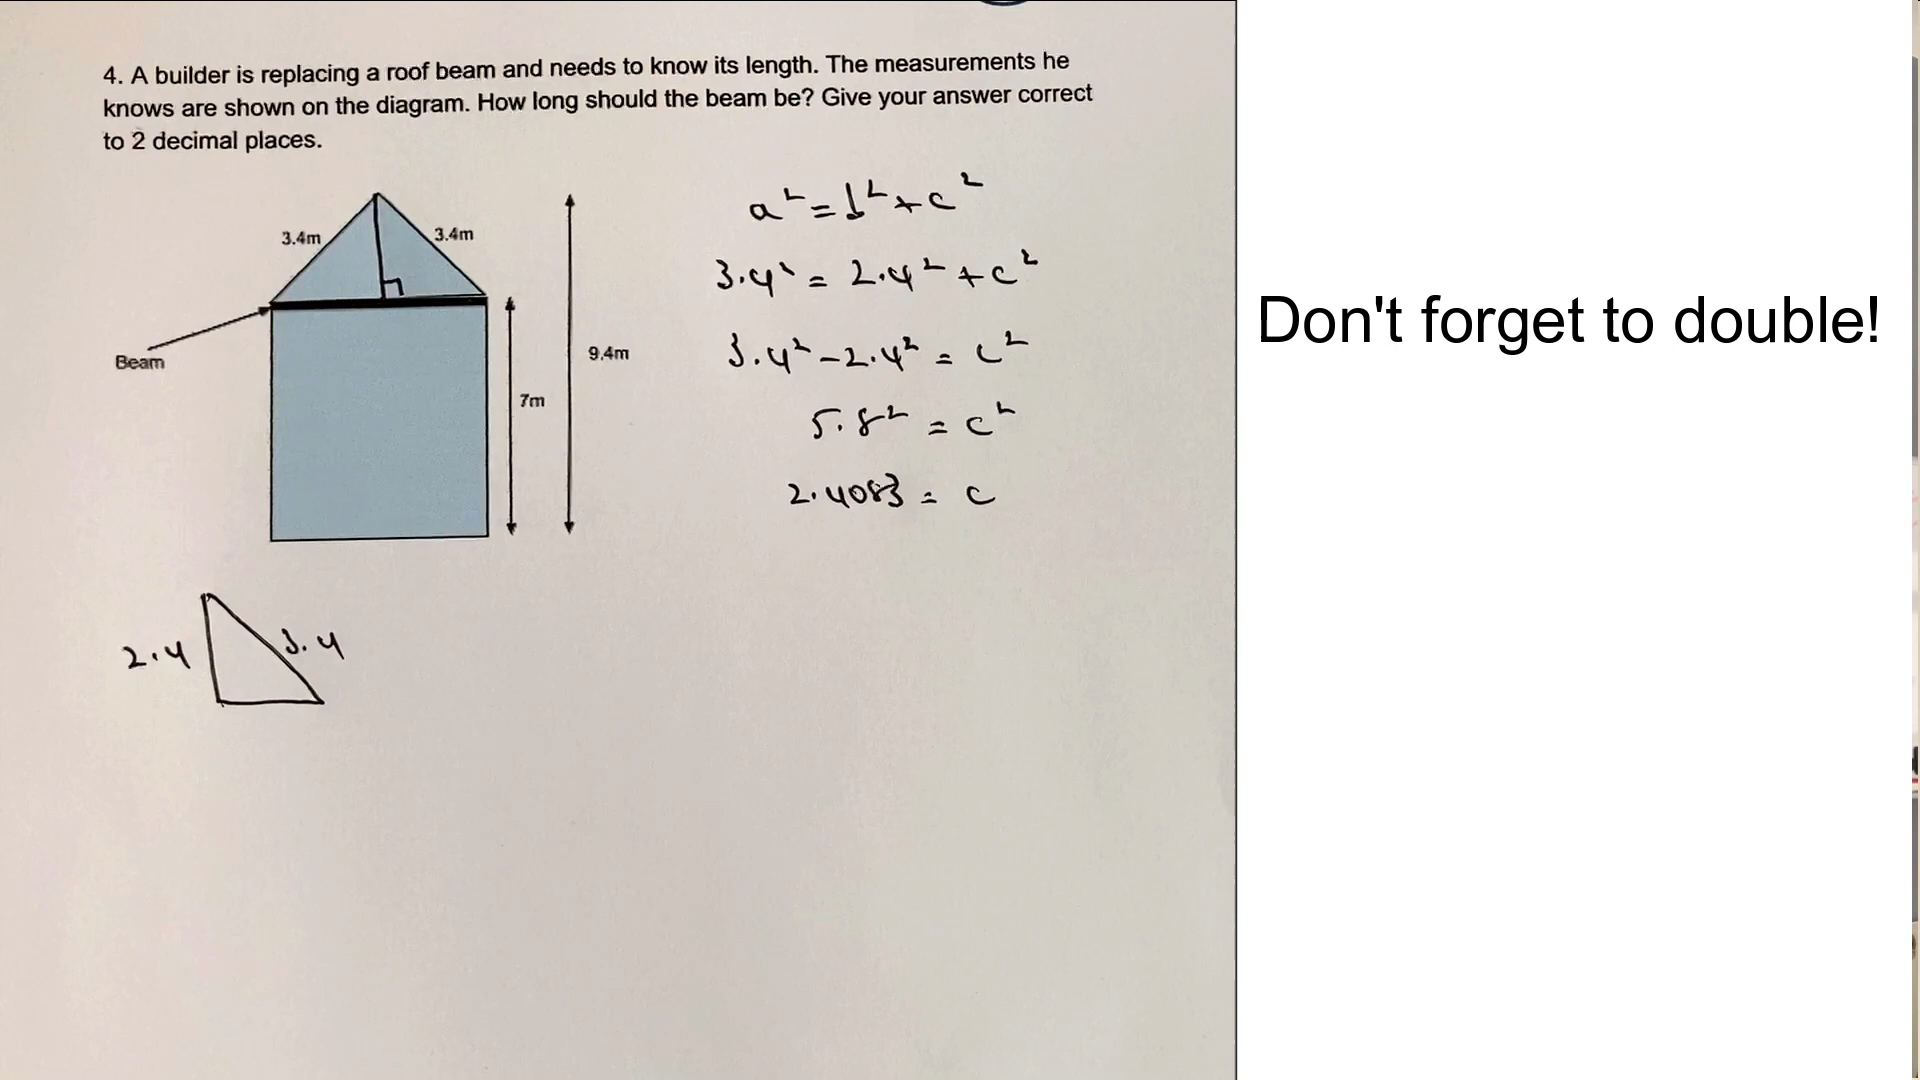 4. A builder is replacing a roof beam and needs to know its length. The measurements he
knows are shown on the diagram. How long should the beam be? Give your answer correct
to 2 decimal places.
3.4m
3.4m
Beam
7m
9.4m
a² = b² + c²
3.4² = 2.4² + c²
3.4² - 2.4² = c²
5.8² = c²
2.4083 = c
2.4
3.4
Don't forget to double!